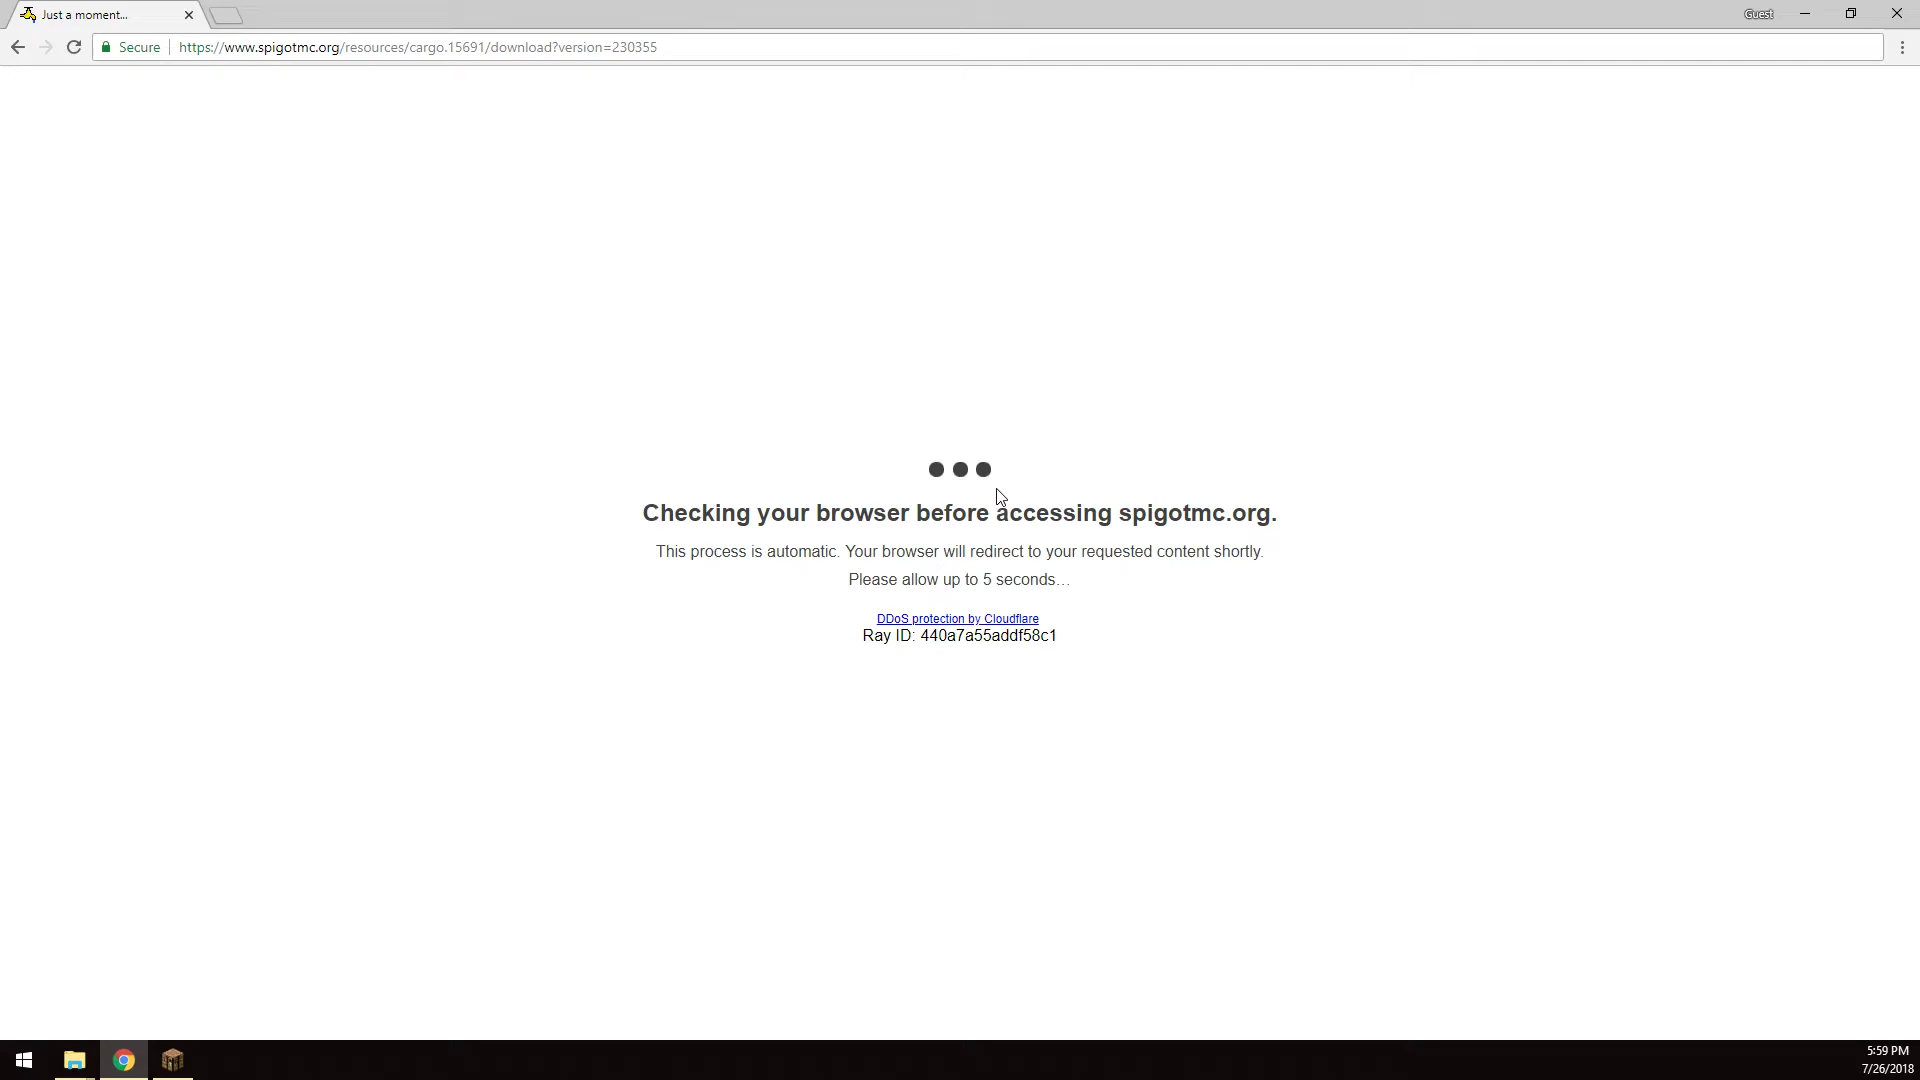 Just a moment...
Guest
Secure
https://www.spigotmc.org/resources/cargo.15691/download?version=230355
Checking your browser before accessing spigotmc.org.
This process is automatic. Your browser will redirect to your requested content shortly.
Please allow up to 5 seconds…
DDoS protection by Cloudflare
Ray ID: 440a7a55addf58c1
5:59 PM
7/26/2018